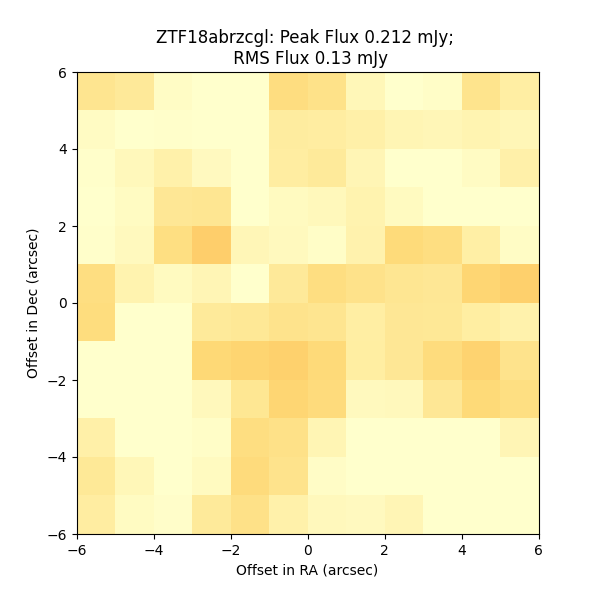 ZTF18abrzcgl: Peak Flux 0.212 mJy;
RMS Flux 0.13 mJy
6
4
2
0
−2
−4
−6
Offset in Dec (arcsec)
−6 −4 −2 0 2 4 6
Offset in RA (arcsec)